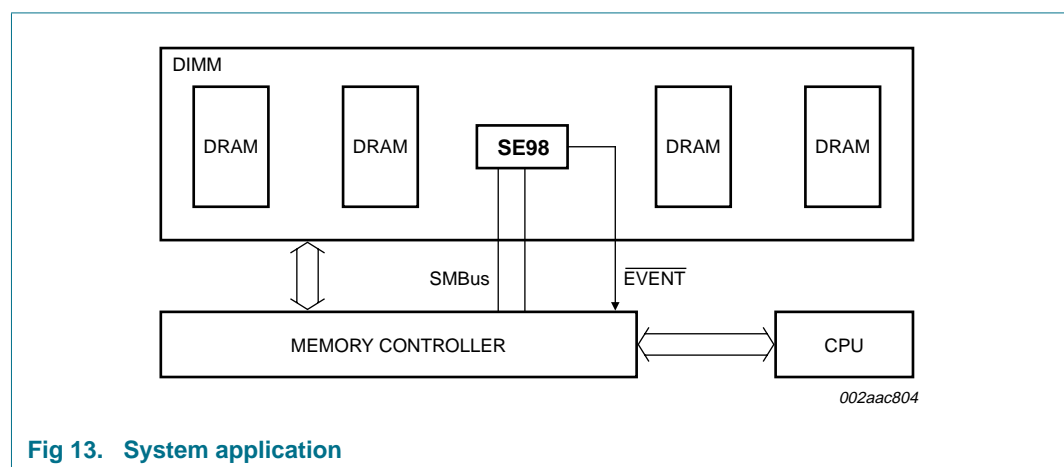 DIMM
DRAM
DRAM
SE98
DRAM
DRAM
SMBus
EVENT
MEMORY CONTROLLER
CPU
002aac804
Fig 13. System application